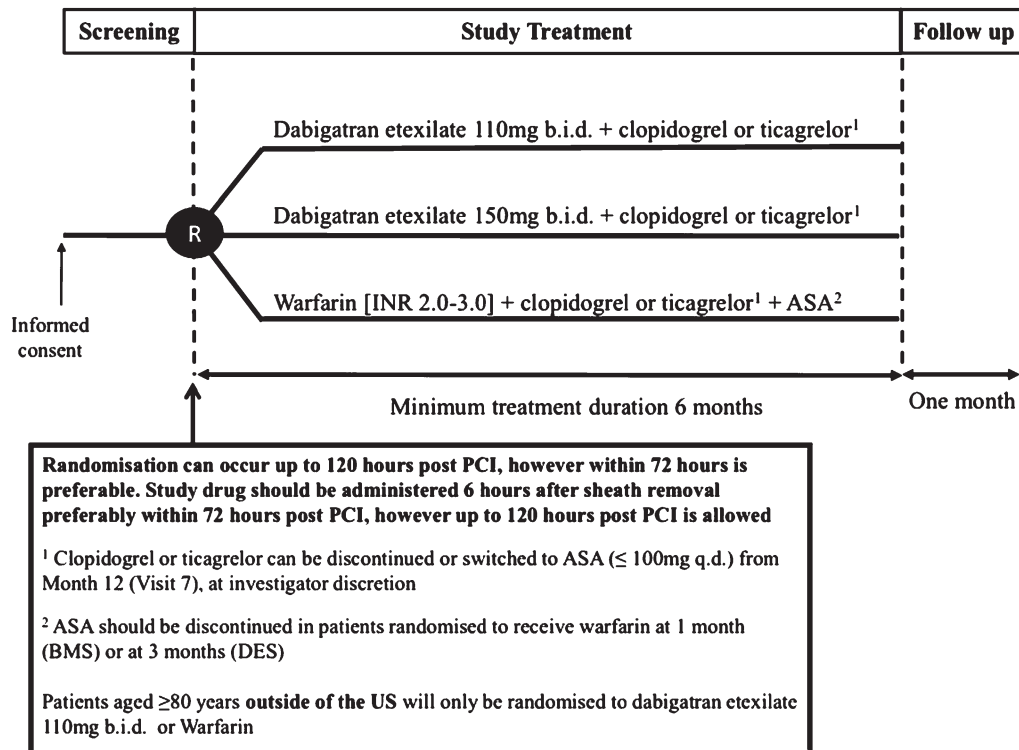 Screening
Study Treatment
Follow up
Dabigatran etexilate 110mg b.i.d. + clopidogrel or ticagrelor¹
R
Dabigatran etexilate 150mg b.i.d. + clopidogrel or ticagrelor¹
Warfarin [INR 2.0-3.0] + clopidogrel or ticagrelor¹ + ASA²
Informed
consent
Minimum treatment duration 6 months
One month
Randomisation can occur up to 120 hours post PCI, however within 72 hours is
preferable. Study drug should be administered 6 hours after sheath removal
preferably within 72 hours post PCI, however up to 120 hours post PCI is allowed
¹ Clopidogrel or ticagrelor can be discontinued or switched to ASA (≤ 100mg q.d.) from
Month 12 (Visit 7), at investigator discretion
² ASA should be discontinued in patients randomised to receive warfarin at 1 month
(BMS) or at 3 months (DES)
Patients aged ≥80 years outside of the US will only be randomised to dabigatran etexilate
110mg b.i.d. or Warfarin